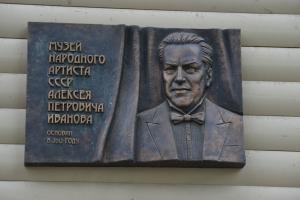 МУЗЕЙ
НАРОДНОГО
АРТИСТА
СССР
АЛЕКСЕЯ
ПЕТРОВИЧА
ИВАНОВА
ОСНОВАН
В ГОДУ